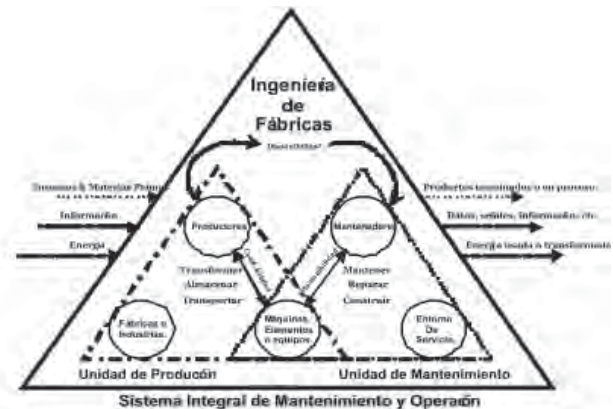 Ingeniería
de
Fábricas
Insumos & Materias Primas
Productos terminados o en proceso
Información
Datos, señales, información, etc.
Energía
Energía usada o transformada
Productores
Mantenedores
Transformar
Almacenar
Transportar
Mantener
Reparar
Construir
Fábricas o
Industrias.
Máquinas,
Elementos
o equipos.
Entorno
De
Servicio.
Unidad de Producón
Unidad de Mantenimiento
Sistema Integral de Mantenimiento y Operaión